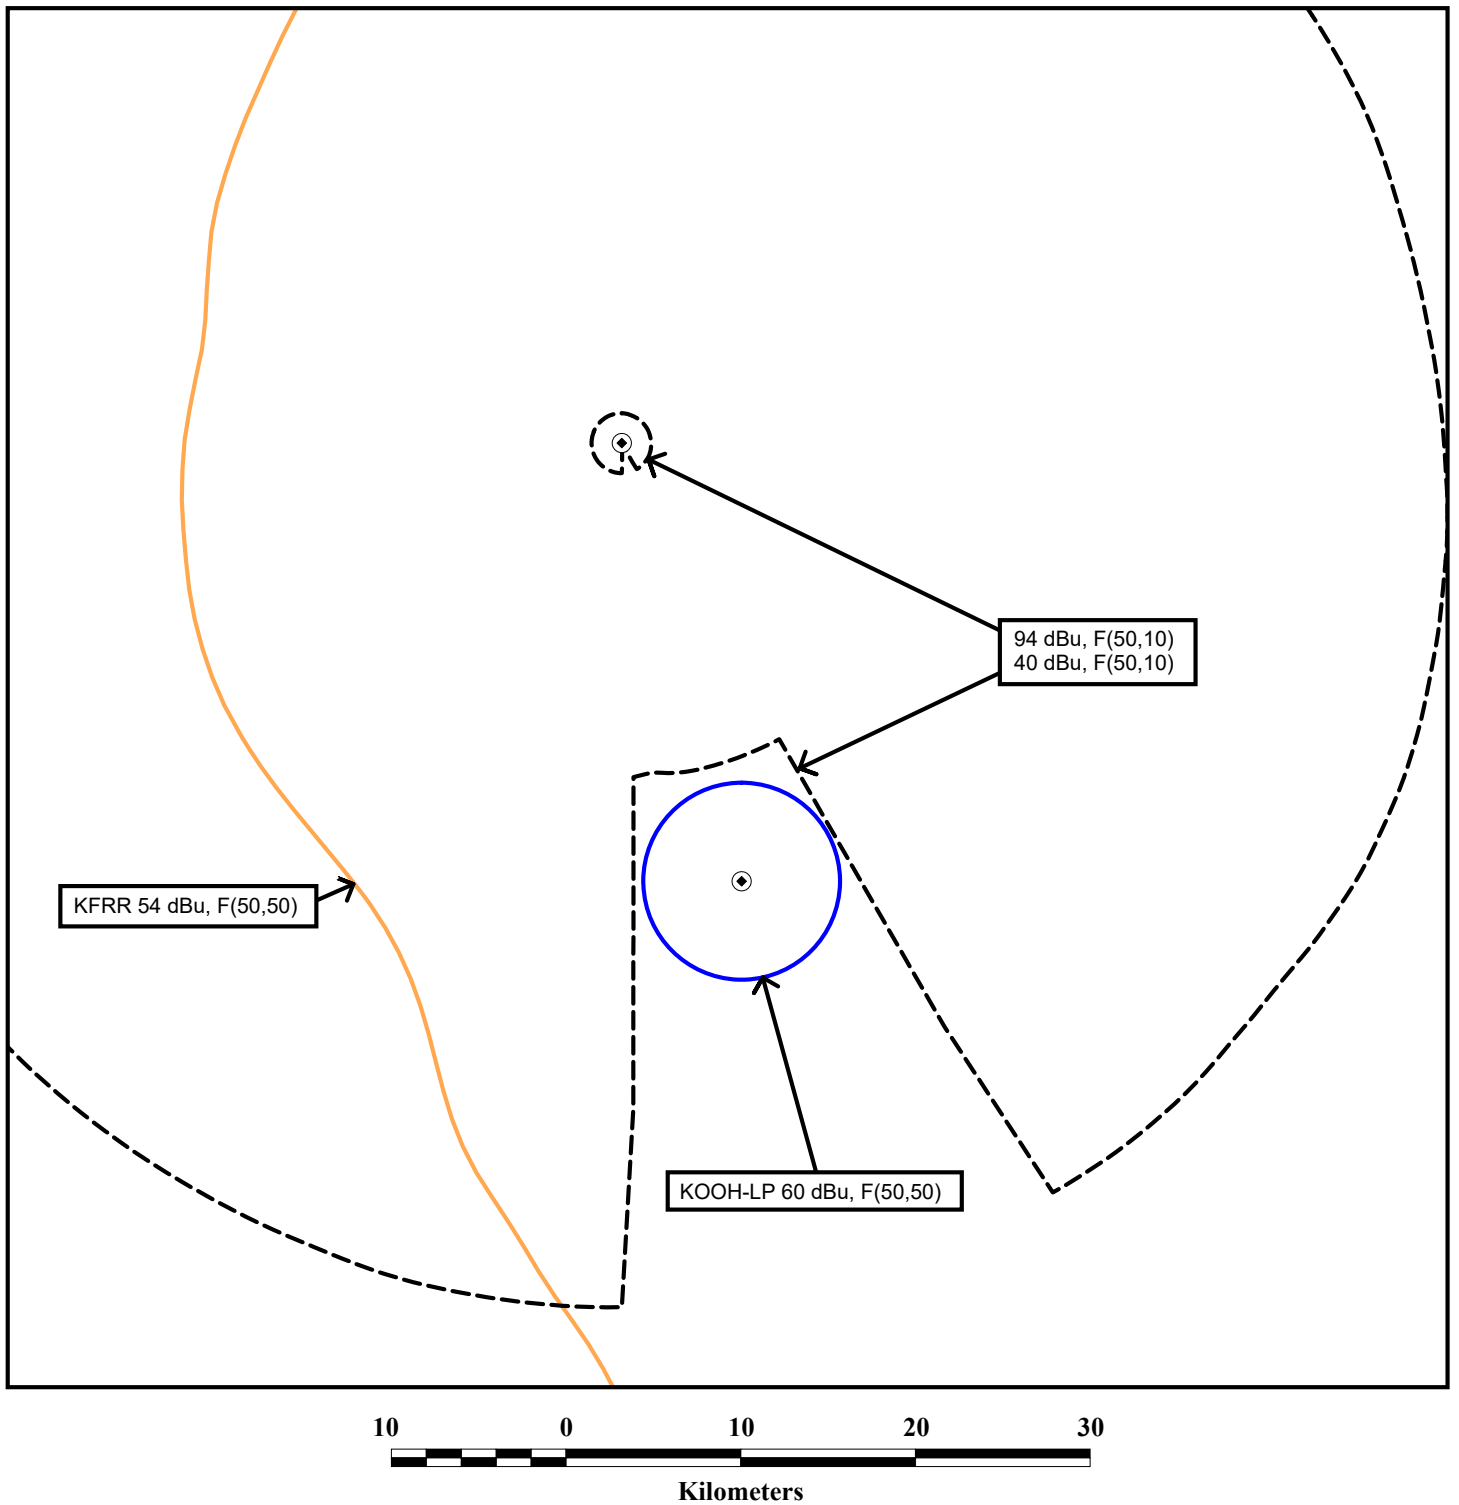 94 dBu, F(50,10)
40 dBu, F(50,10)
KFRR 54 dBu, F(50,50)
KOOH-LP 60 dBu, F(50,50)
10 0 10 20 30
Kilometers